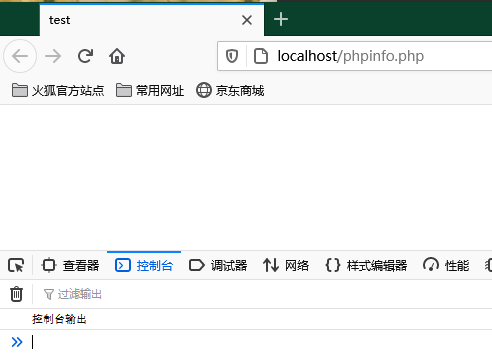 test
localhost/phpinfo.php
火狐官方站点 常用网址 京东商城
查看器 控制台 调试器 网络 样式编辑器 性能
过滤输出
控制台输出